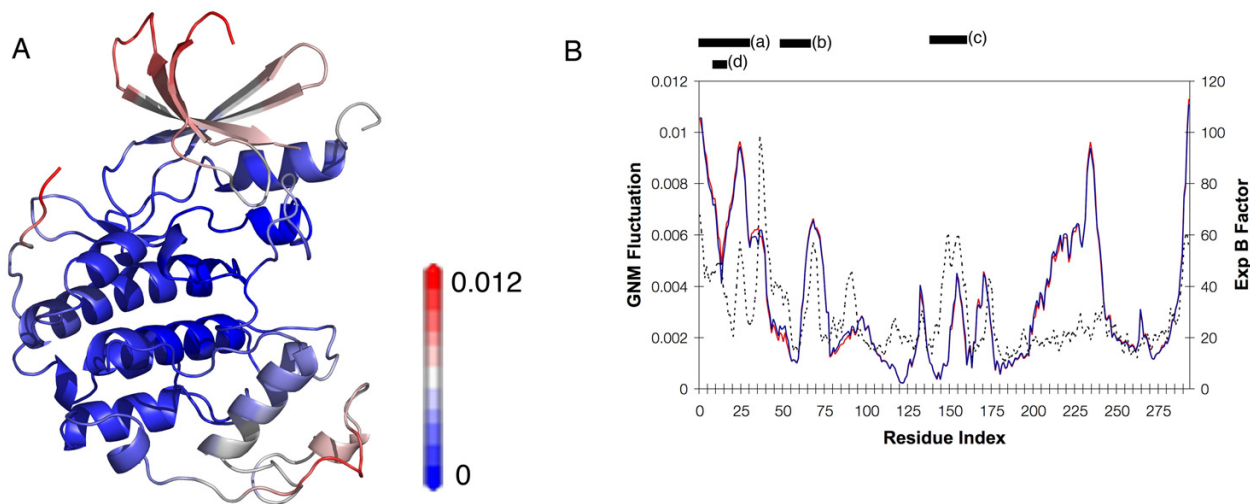 A
0.012
0
B
(a)
(b)
(c)
(d)
GNM Fluctuation
0.012
0.01
0.008
0.006
0.004
0.002
0
120
100
80
60
40
20
0
Exp B Factor
0 25 50 75 100 125 150 175 200 225 250 275
Residue Index